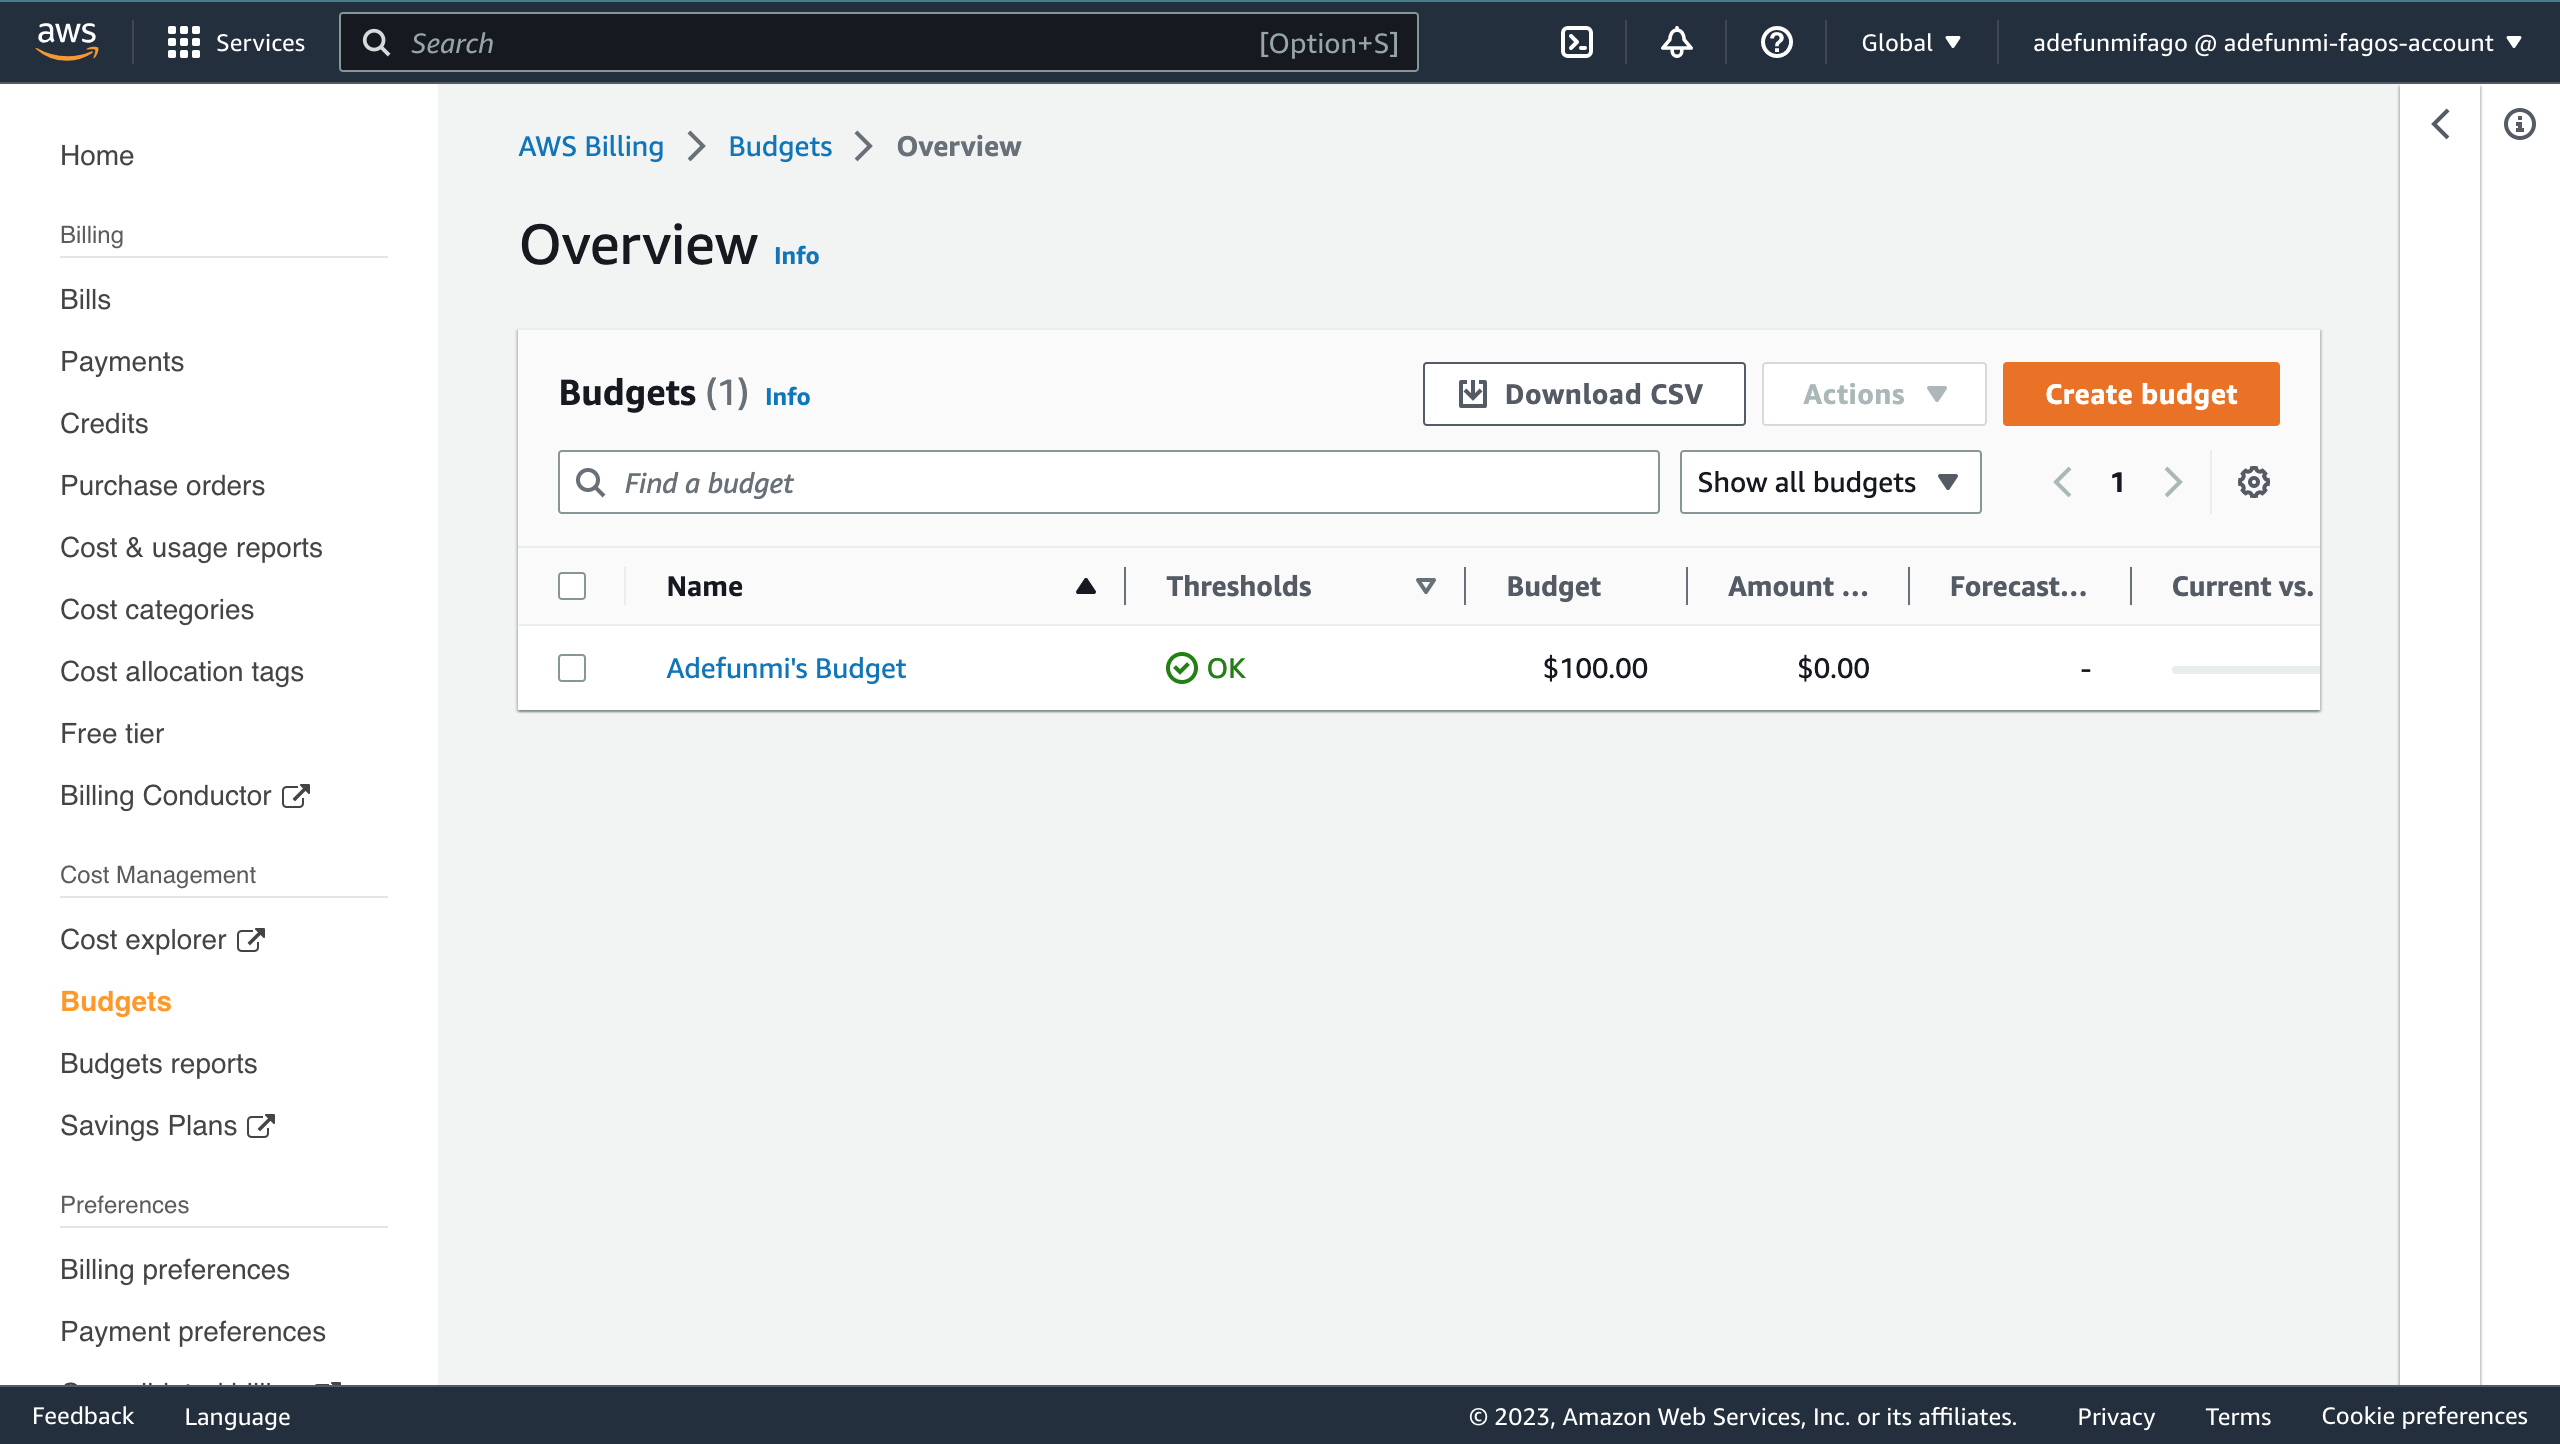 aws
Services
Search
[Option+S]
Global
adefunmifago @ adefunmi-fagos-account
Home
Billing
Bills
Payments
Credits
Purchase orders
Cost & usage reports
Cost categories
Cost allocation tags
Free tier
Billing Conductor
Cost Management
Cost explorer
Budgets
Budgets reports
Savings Plans
Preferences
Billing preferences
Payment preferences
AWS Billing
Budgets
Overview
Overview Info
Budgets (1) Info
Download CSV
Actions
Create budget
Find a budget
Show all budgets
1
Name
Thresholds
Budget
Amount ...
Forecast...
Current vs.
Adefunmi's Budget
OK
$100.00
$0.00
-
Feedback
Language
© 2023, Amazon Web Services, Inc. or its affiliates.
Privacy
Terms
Cookie preferences